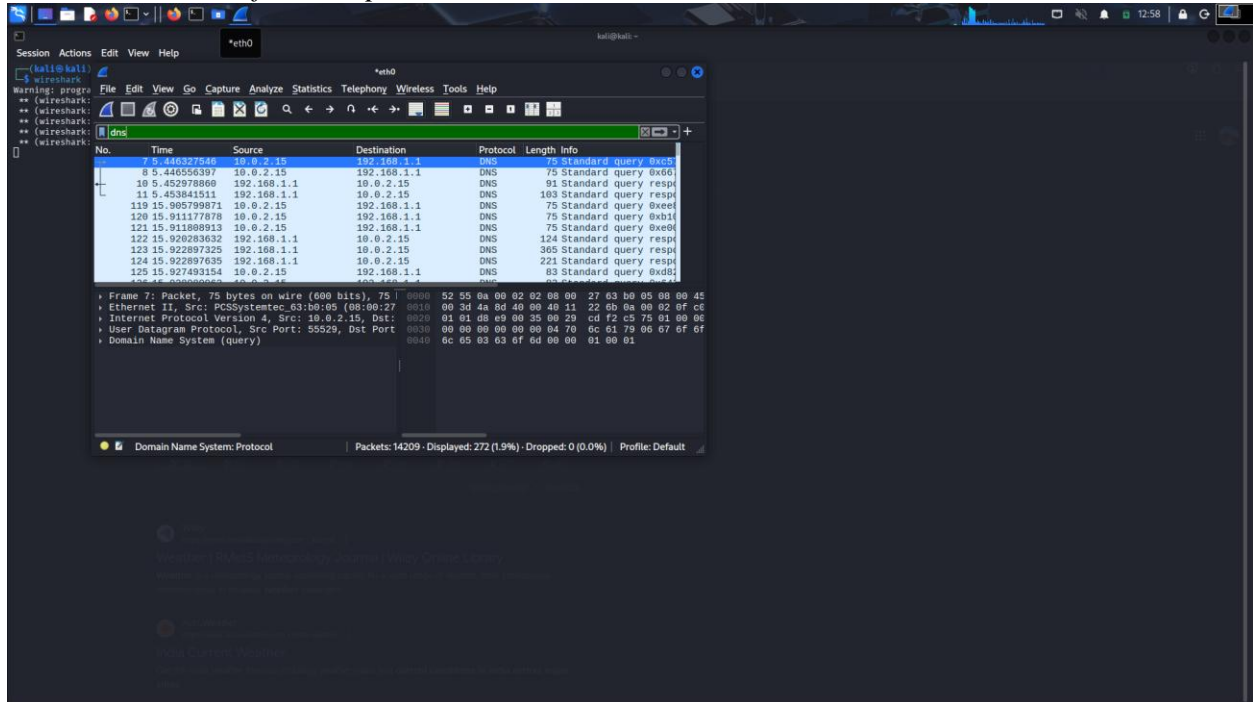 12:58
*eth0
kali@kali: ~
Session Actions Edit View Help
(kali㉿kali)
$ wireshark
Warning: progra
** (wireshark:
** (wireshark:
** (wireshark:
** (wireshark:
** (wireshark:
*eth0
File Edit View Go Capture Analyze Statistics Telephony Wireless Tools Help
dns
No. Time Source Destination Protocol Length Info
7 5.446327546 10.0.2.15 192.168.1.1 DNS 75 Standard query 0xc57
8 5.446556397 10.0.2.15 192.168.1.1 DNS 75 Standard query 0x667
10 5.452978860 192.168.1.1 10.0.2.15 DNS 91 Standard query respo
11 5.453841511 192.168.1.1 10.0.2.15 DNS 103 Standard query respo
119 15.905799871 10.0.2.15 192.168.1.1 DNS 75 Standard query
120 15.911177878 10.0.2.15 192.168.1.1 DNS 75 Standard query
121 15.911808913 10.0.2.15 192.168.1.1 DNS 75 Standard query
122 15.920283632 192.168.1.1 10.0.2.15 DNS 124 Standard query respo
123 15.922897325 192.168.1.1 10.0.2.15 DNS 365 Standard query respo
124 15.922897635 192.168.1.1 10.0.2.15 DNS 221 Standard query respo
125 15.927493154 10.0.2.15 192.168.1.1 DNS 83 Standard query
Frame 7: Packet, 75 bytes on wire (600 bits), 75
Ethernet II, Src: PCSSystemtec_63:b0:05 (08:00:27
Internet Protocol Version 4, Src: 10.0.2.15, Dst:
User Datagram Protocol, Src Port: 55529, Dst Port
Domain Name System (query)
0000 52 55 0a 00 02 02 08 00 27 63 b0 05 08 00 45
0010 00 3d 4a 8d 40 00 40 11 22 6b 0a 00 02 0f c0
0020 01 01 d8 e9 00 35 00 29 cd f2 c5 75 01 00 00
0030 00 00 00 00 00 00 04 70 6c 61 79 06 67 6f 6f
0040 6c 65 03 63 6f 6d 00 00 01 00 01
Domain Name System: Protocol
Packets: 14209 · Displayed: 272 (1.9%) · Dropped: 0 (0.0%)
Profile: Default